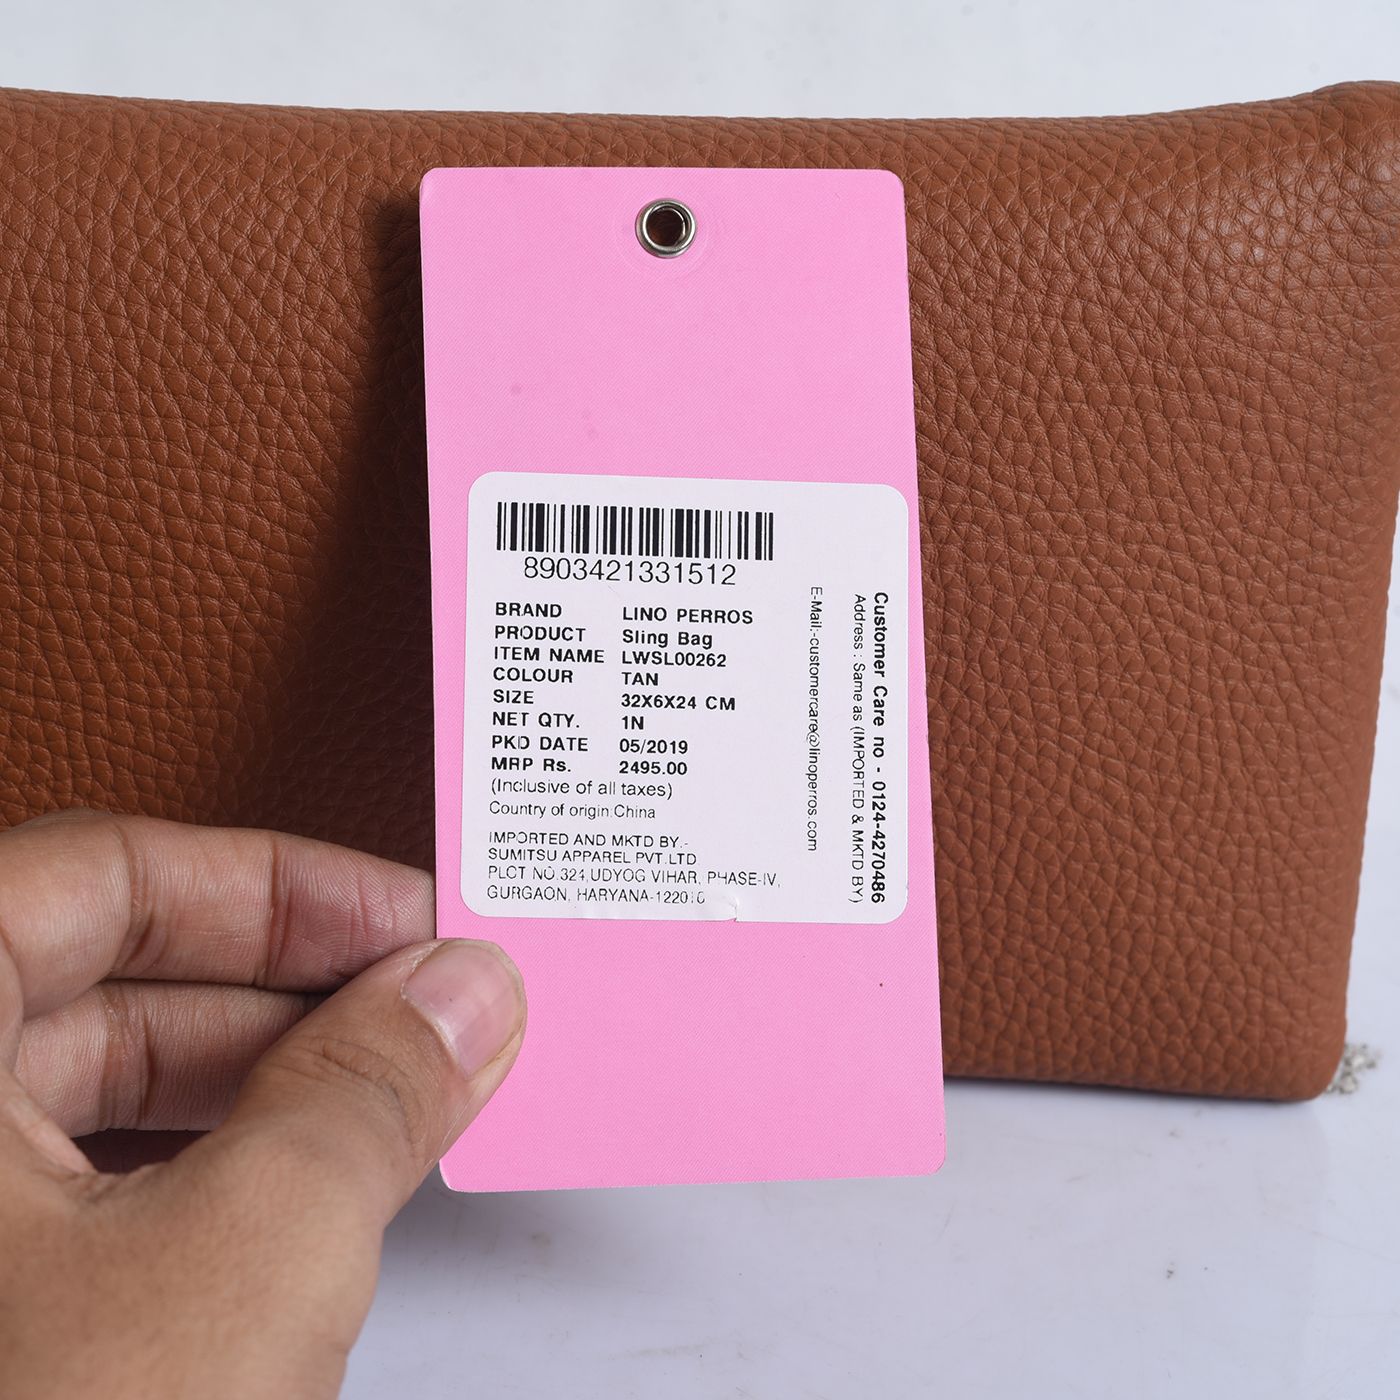 8903421331512
BRAND LINO PERROS
PRODUCT Sling Bag
ITEM NAME LWSL00262
COLOUR TAN
SIZE 32X6X24 CM
NET QTY. 1N
PKD DATE 05/2019
MRP Rs. 2495.00
(Inclusive of all taxes)
Country of origin:China
IMPORTED AND MKTD BY:-
SUMITSU APPAREL PVT.LTD
PLOT NO.324,UDYOG VIHAR, PHASE-IV,
GURGAON, HARYANA-122016
Customer Care no - 0124-4270486
Address : Same as (IMPORTED & MKTD BY)
E-Mail:-customercare@linoperros.com